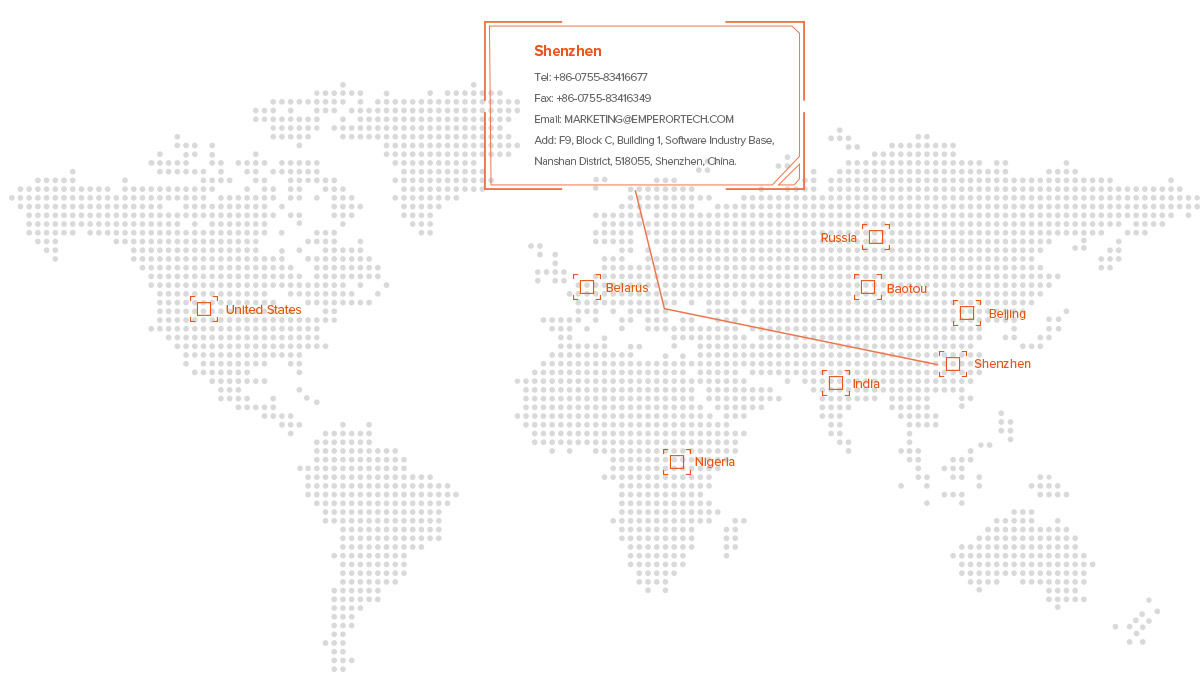 Shenzhen
Tel: +86-0755-83416677
Fax: +86-0755-83416349
Email: MARKETING@EMPERORTECH.COM
Add: F9, Block C, Building 1, Software Industry Base,
Nanshan District, 518055, Shenzhen, China.
Russia
Belarus
Baotou
United States
Beijing
Shenzhen
India
Nigeria